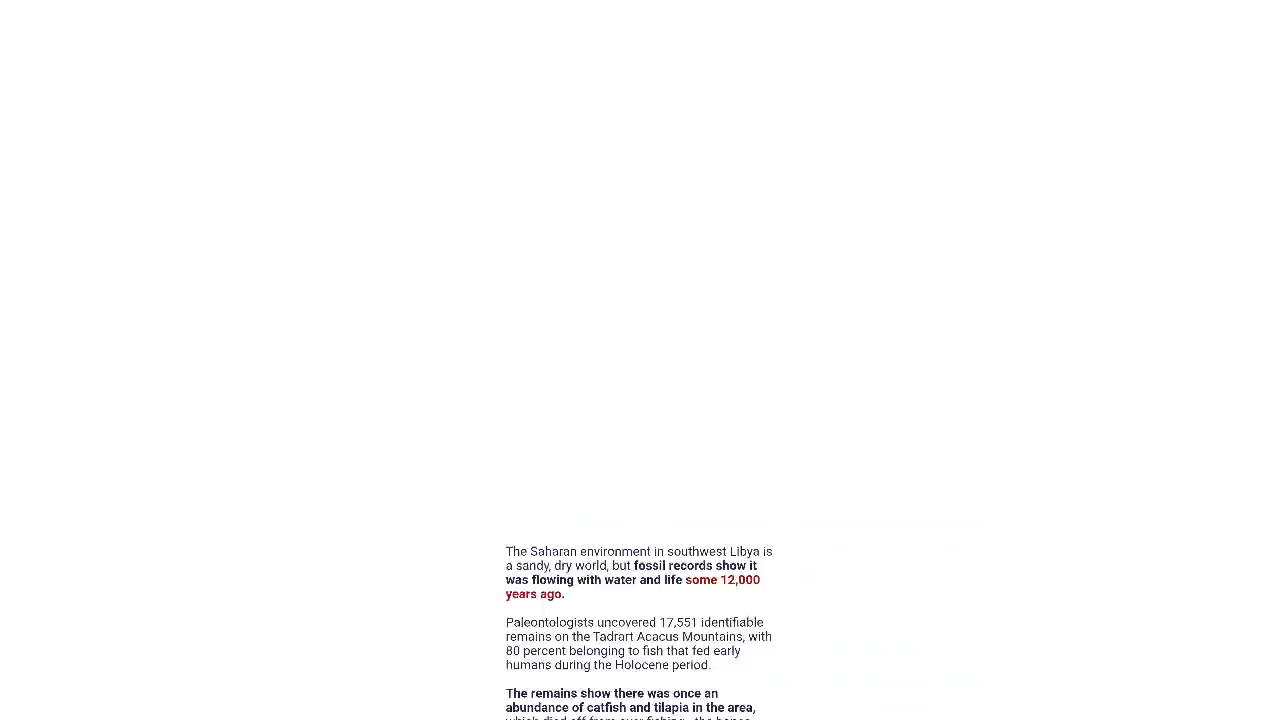 The Saharan environment in southwest Libya is
a sandy, dry world, but fossil records show it
was flowing with water and life some 12,000
years ago.
Paleontologists uncovered 17,551 identifiable
remains on the Tadrart Acacus Mountains, with
80 percent belonging to fish that fed early
humans during the Holocene period.
The remains show there was once an
abundance of catfish and tilapia in the area,